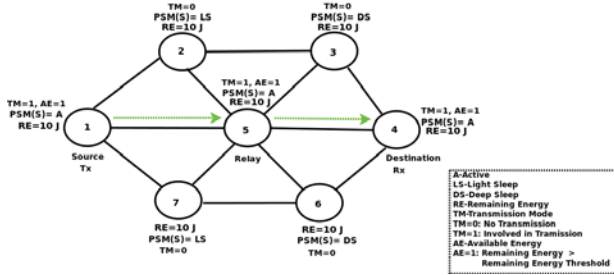 TM=0
PSM(S)= LS
RE=10 J
2
TM=0
PSM(S)= DS
RE=10 J
3
TM=1, AE=1
PSM(S)= A
RE=10 J
1
Source
Tx
TM=1, AE=1
PSM(S)= A
RE=10 J
5
Relay
TM=1, AE=1
PSM(S)= A
RE=10 J
4
Destination
Rx
7
RE=10 J
PSM(S)= LS
TM=0
6
RE=10 J
PSM(S)= DS
TM=0
A-Active
LS-Light Sleep
DS-Deep Sleep
RE-Remaining Energy
TM-Transmission Mode
TM=0: No Transmission
TM=1: Involved in Tramission
AE-Available Energy
AE=1: Remaining Energy >
Remaining Energy Threshold